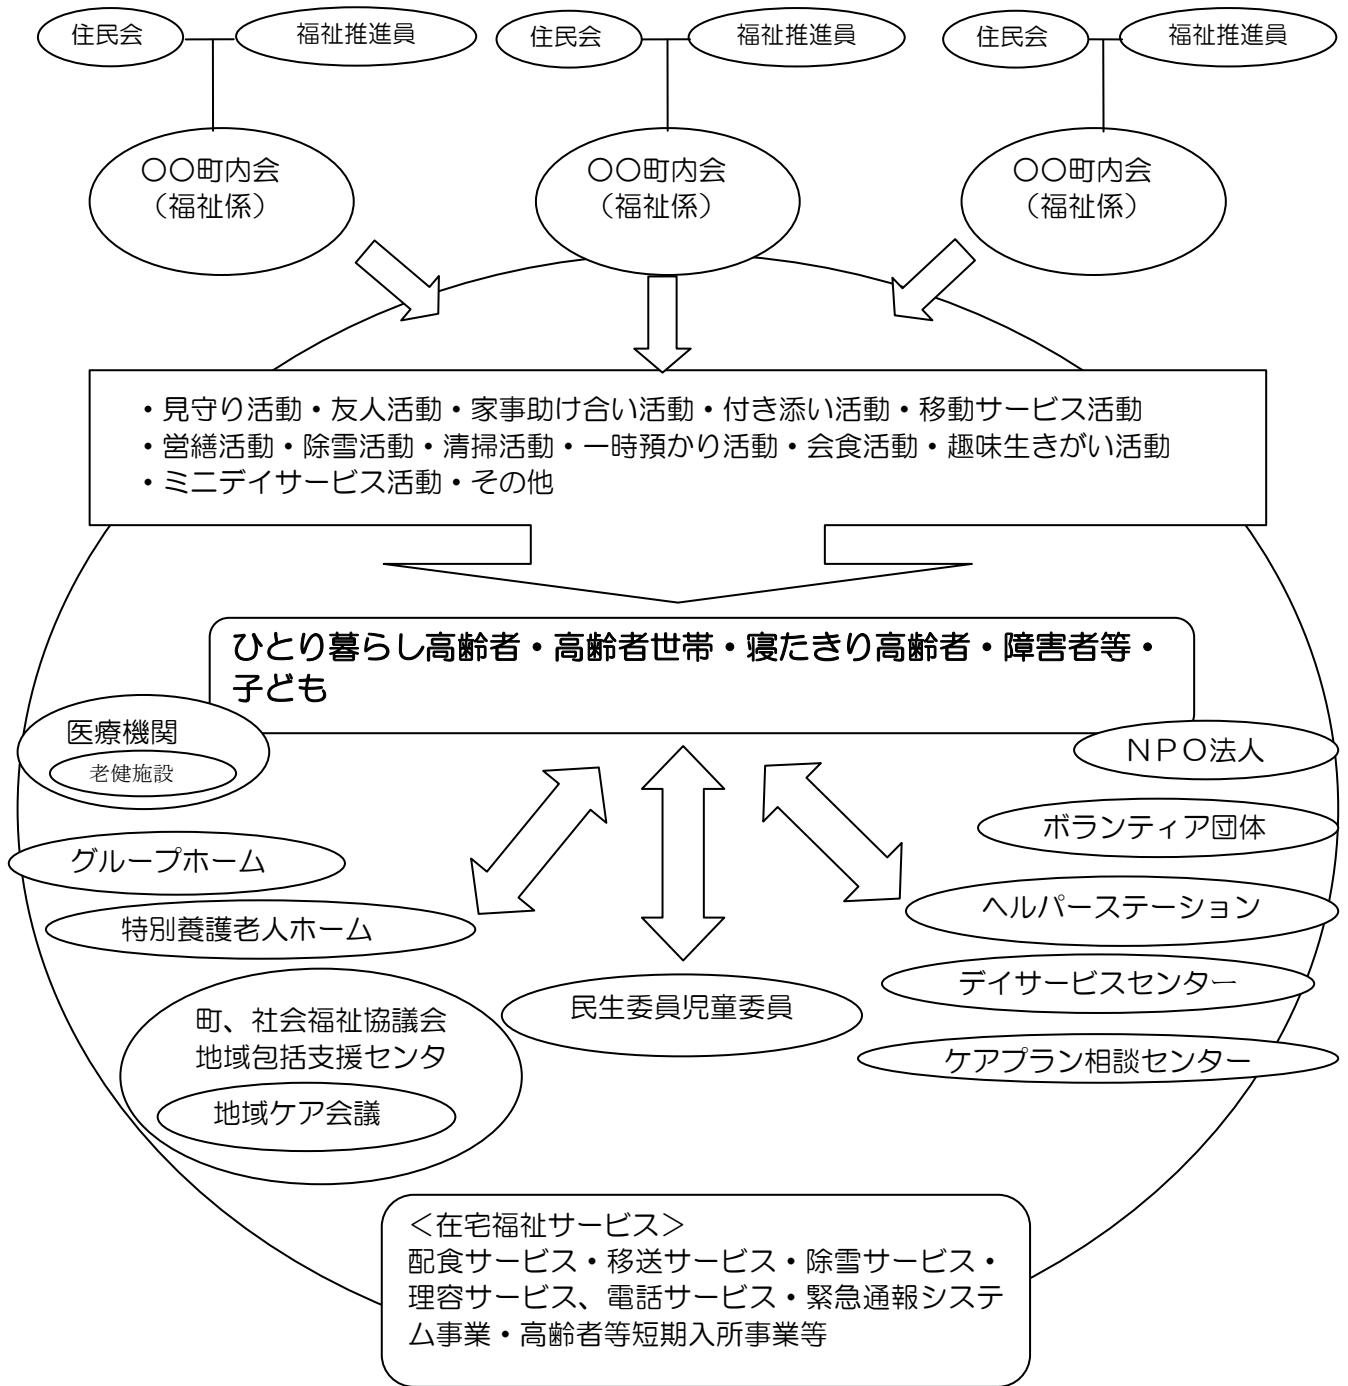 住民会
福祉推進員
住民会
福祉推進員
住民会
福祉推進員
〇〇町内会
（福祉係）
〇〇町内会
（福祉係）
〇〇町内会
（福祉係）
・見守り活動・友人活動・家事助け合い活動・付き添い活動・移動サービス活動
・営繕活動・除雪活動・清掃活動・一時預かり活動・会食活動・趣味生きがい活動
・ミニデイサービス活動・その他
ひとり暮らし高齢者・高齢者世帯・寝たきり高齢者・障害者等・
子ども
医療機関
老健施設
グループホーム
特別養護老人ホーム
町、社会福祉協議会
地域包括支援センタ
地域ケア会議
民生委員児童委員
ＮＰＯ法人
ボランティア団体
ヘルパーステーション
デイサービスセンター
ケアプラン相談センター
＜在宅福祉サービス＞
配食サービス・移送サービス・除雪サービス・
理容サービス、電話サービス・緊急通報システ
ム事業・高齢者等短期入所事業等